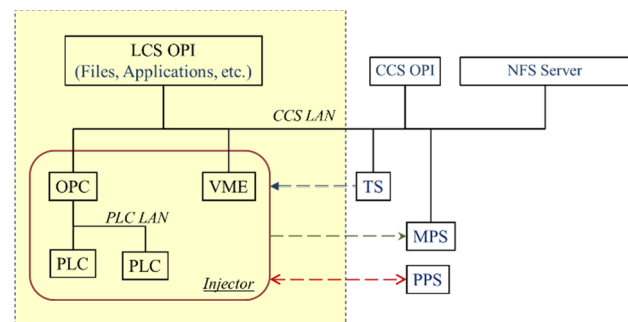 LCS OPI
(Files, Applications, etc.)
CCS OPI
NFS Server
CCS LAN
OPC
VME
TS
PLC LAN
MPS
PLC
PLC
Injector
PPS